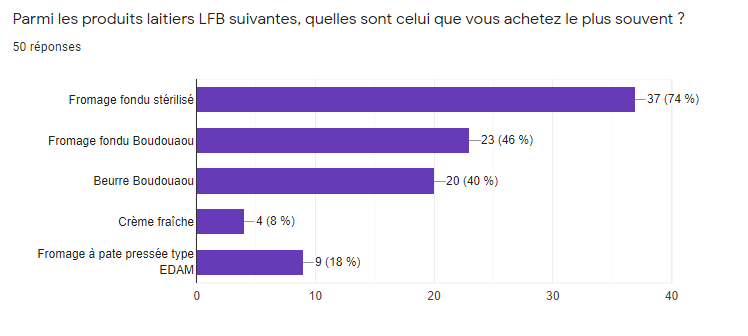 Parmi les produits laitiers LFB suivantes, quelles sont celui que vous achetez le plus souvent ?
50 réponses
Fromage fondu stérilisé
37 (74 %)
Fromage fondu Boudouaou
23 (46 %)
Beurre Boudouaou
20 (40 %)
Crème fraîche
4 (8 %)
Fromage à pate pressée type
EDAM
9 (18 %)
0 10 20 30 40